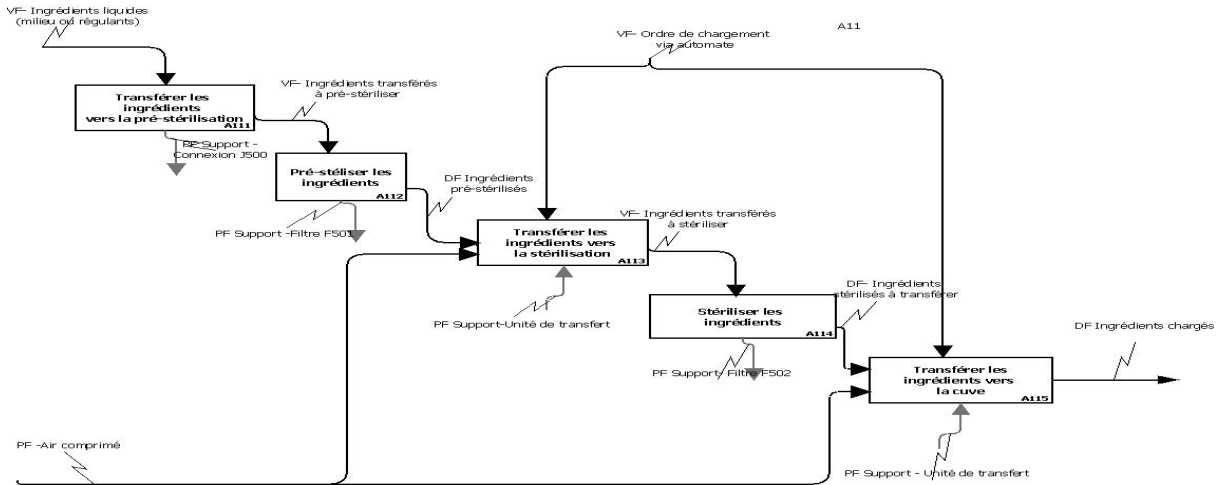 VF- Ingrédients liquides
(milieu ou régulants)
A11
VF- Ordre de chargement
via automate
Transférer les
ingrédients
vers la pré-stérilisation
A111
VF- Ingrédients transférés
à pré-stériliser
PF Support -
Connexion J500
Pré-stéliser les
ingrédients
A112
DF Ingrédients
pré-stérilisés
PF Support -Filtre F501
Transférer les
ingrédients vers
la stérilisation
A113
VF- Ingrédients transférés
à stériliser
PF Support-Unité de transfert
Stériliser les
ingrédients
A114
DF- Ingrédients
stérilisés à transférer
PF Support- Filtre F502
Transférer les
ingrédients vers
la cuve
A115
DF Ingrédients chargés
PF Support - Unité de transfert
PF -Air comprimé